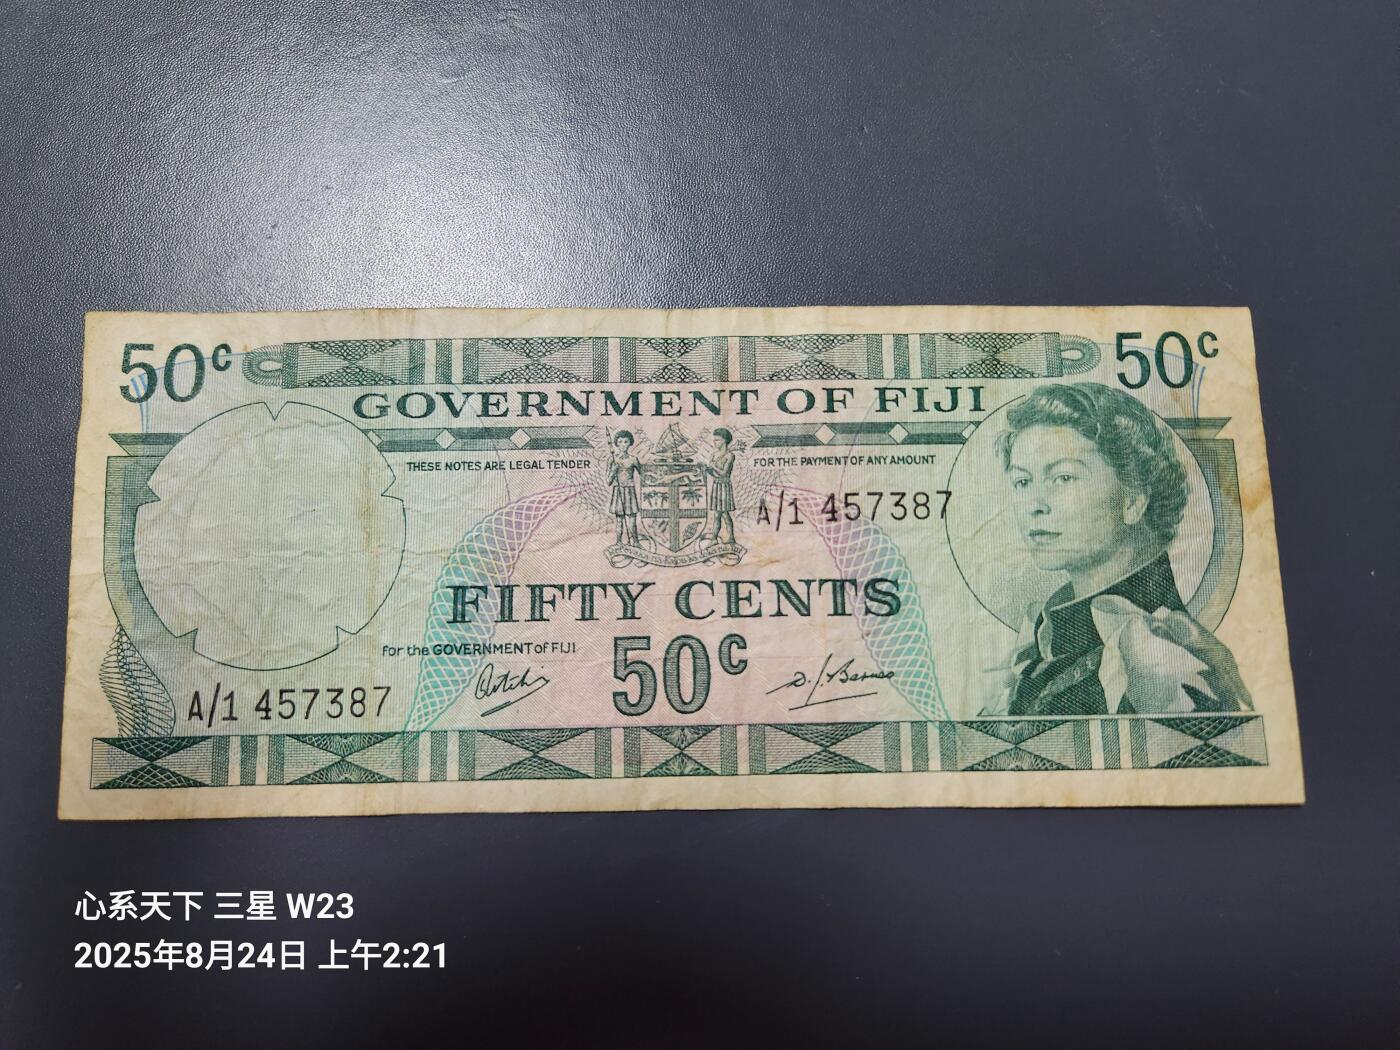 50c
50c
GOVERNMENT OF FIJI
THESE NOTES ARE LEGAL TENDER
FOR THE PAYMENT OF ANY AMOUNT
A/1 457387
FIFTY CENTS
for the GOVERNMENT of FIJI
50c
A/1 457387
心系天下 三星 W23
2025年8月24日 上午2:21